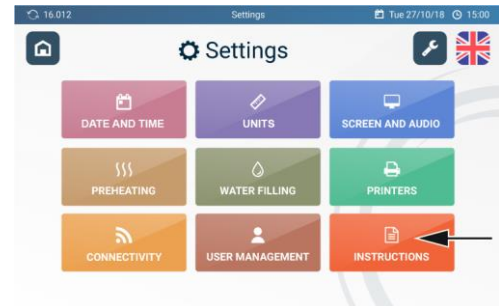 16.012 Settings Tue 27/10/18 15:00
Settings
DATE AND TIME UNITS SCREEN AND AUDIO
PREHEATING WATER FILLING PRINTERS
CONNECTIVITY USER MANAGEMENT INSTRUCTIONS